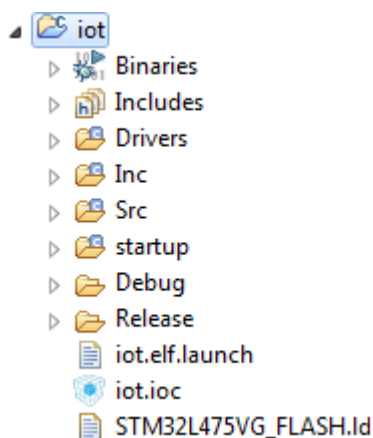 iot
Binaries
Includes
Drivers
Inc
Src
startup
Debug
Release
iot.elf.launch
iot.ioc
STM32L475VG_FLASH.ld